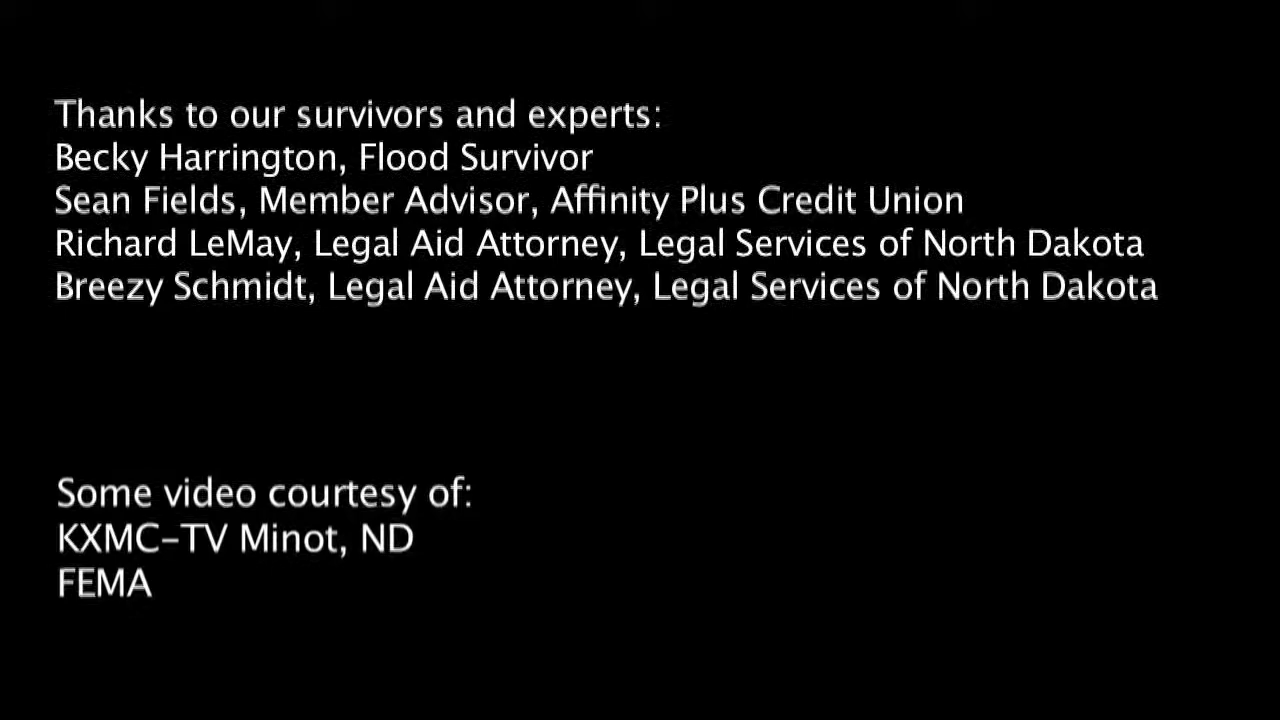 Thanks to our survivors and experts:
Becky Harrington, Flood Survivor
Sean Fields, Member Advisor, Affinity Plus Credit Union
Richard LeMay, Legal Aid Attorney, Legal Services of North Dakota
Breezy Schmidt, Legal Aid Attorney, Legal Services of North Dakota
Some video courtesy of:
KXMC-TV Minot, ND
FEMA